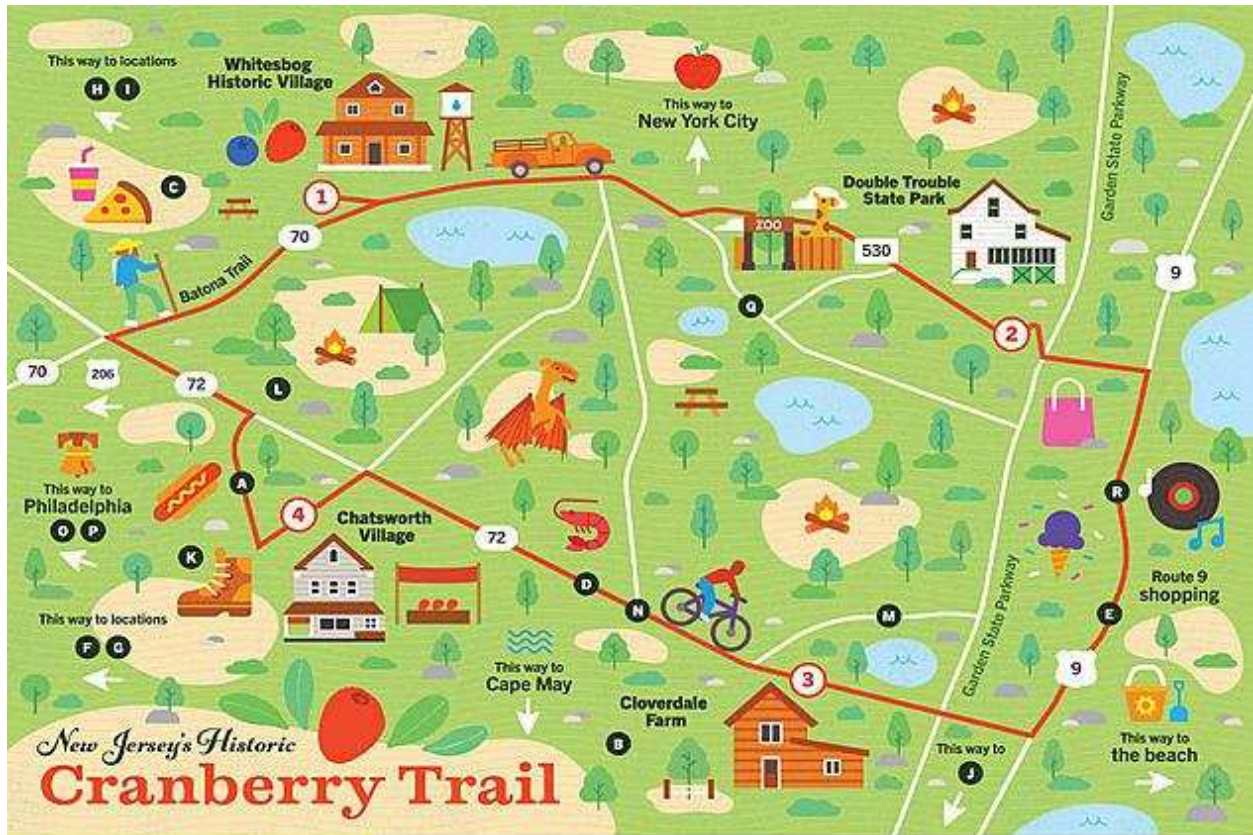 This way to locations
H I
Whitesbog
Historic Village
This way to
New York City
C
1
70
Batona Trail
ZOO
Double Trouble
State Park
530
Garden State Parkway
9
Q
2
70
206
72
L
This way to
Philadelphia
O P
A
4
Chatsworth
Village
K
72
R
Route 9
shopping
This way to locations
F G
D
N
M
E
Garden State Parkway
9
This way to
Cape May
3
Cloverdale
Farm
B
This way to
J
This way to
the beach
New Jersey's Historic
Cranberry Trail